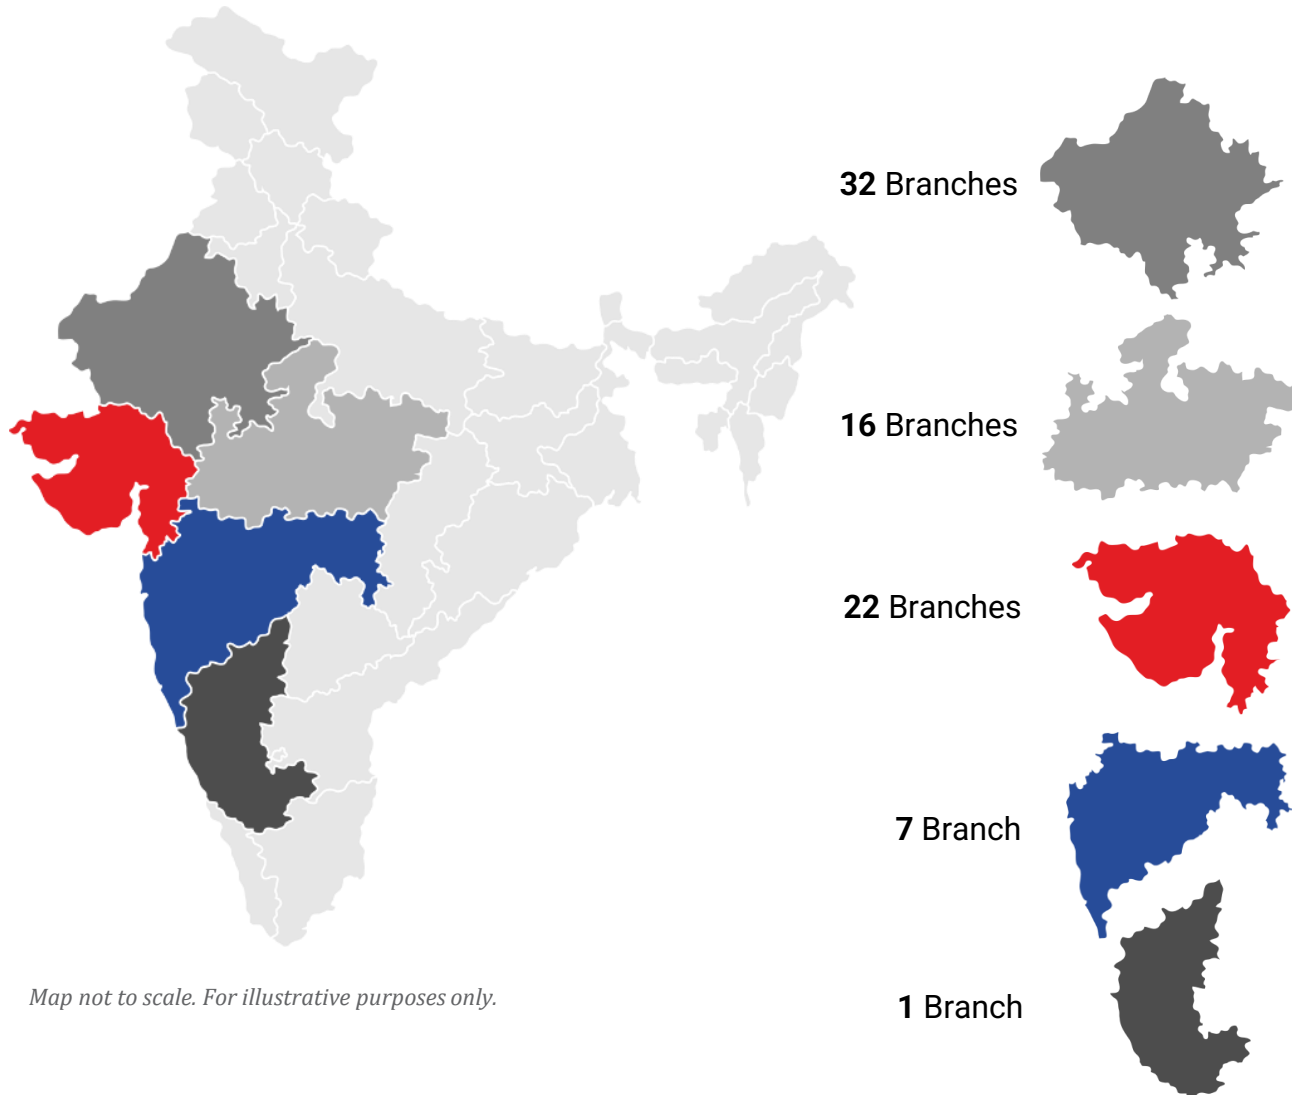 32 Branches
16 Branches
22 Branches
7 Branch
1 Branch
Map not to scale. For illustrative purposes only.